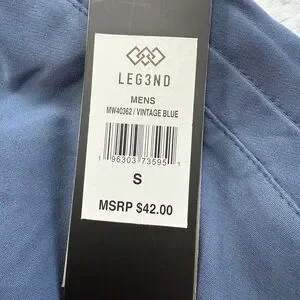 LEG3ND
MENS
MW40362 / VINTAGE BLUE
1 96303 73595 1
S
MSRP $42.00